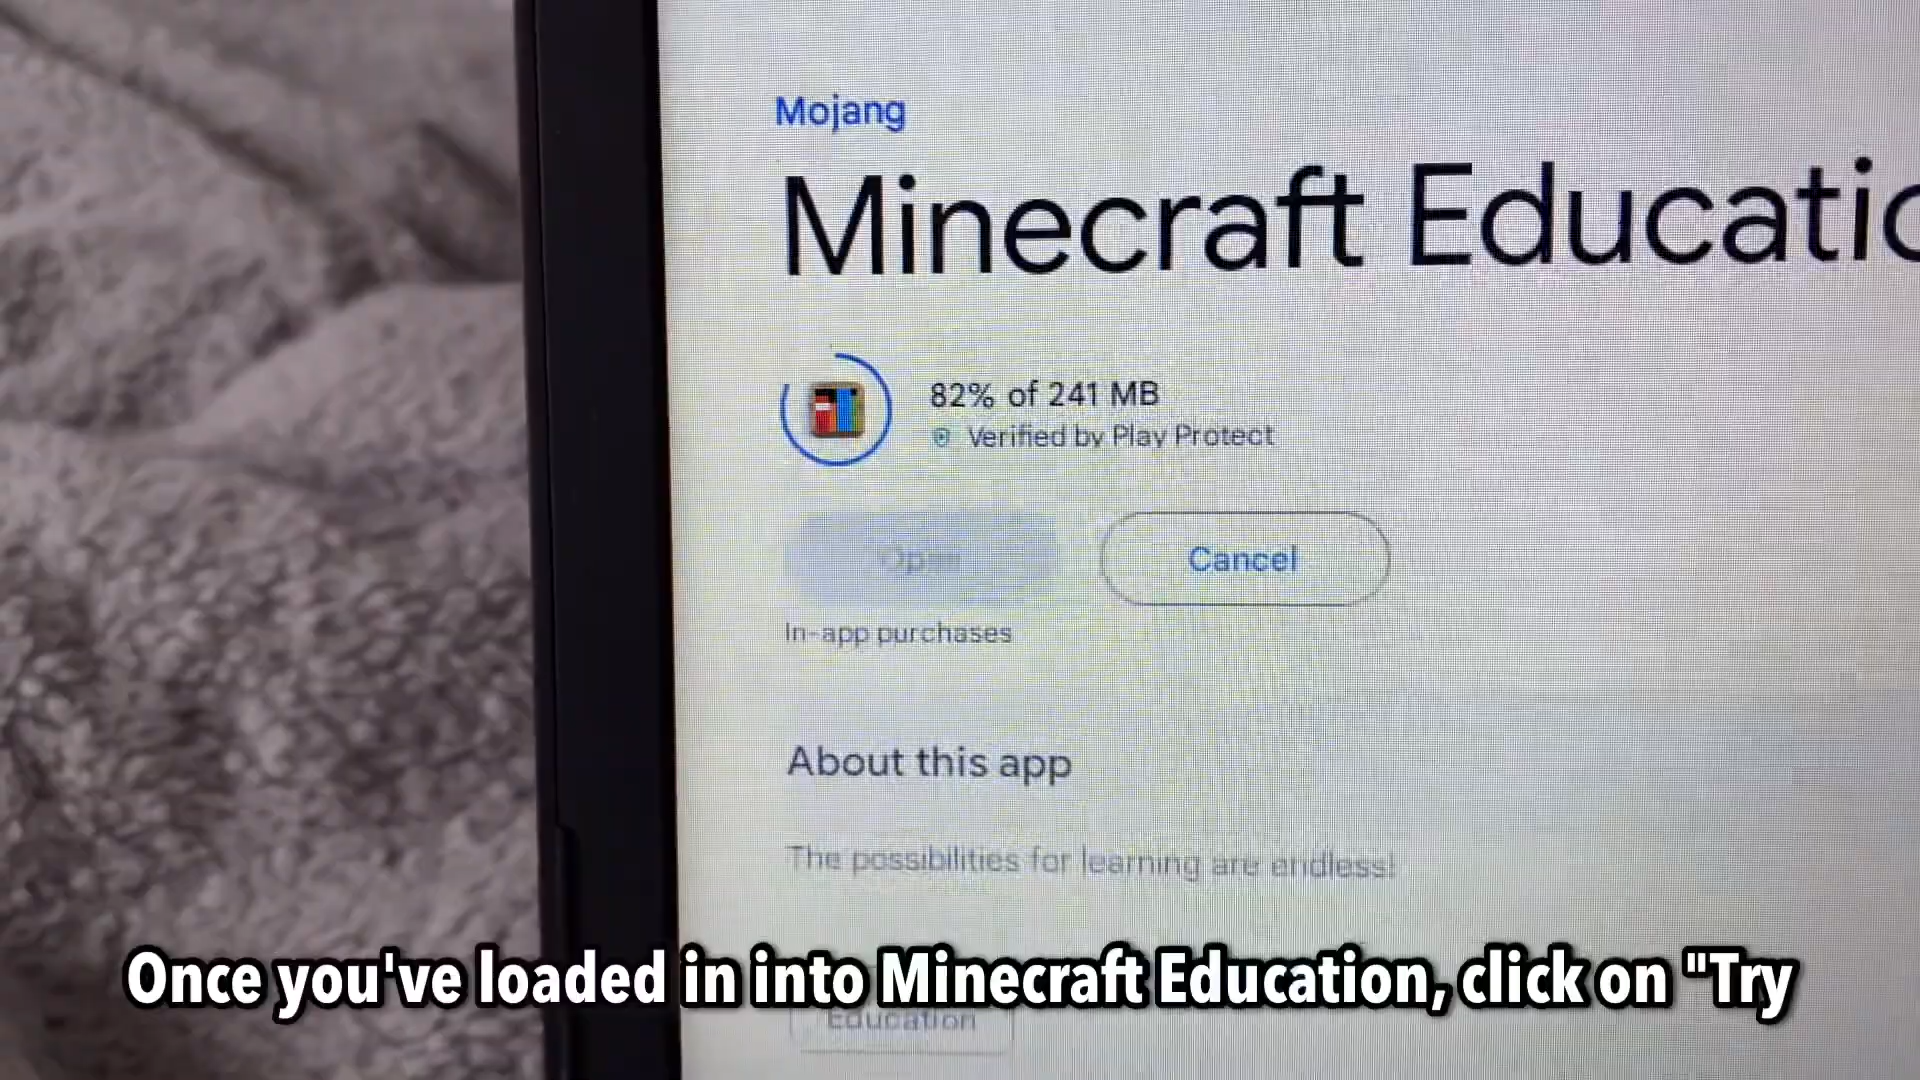 Mojang
Minecraft Educatio
82% of 241 MB
Verified by Play Protect
Open
Cancel
In-app purchases
About this app
The possibilities for learning are endless!
Once you've loaded in into Minecraft Education, click on "Try
Education